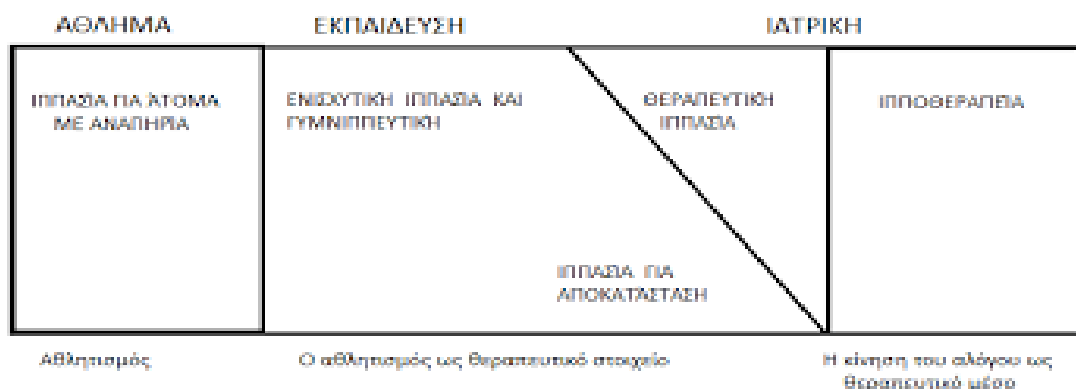 ΑΘΛΗΜΑ ΕΚΠΑΙΔΕΥΣΗ ΙΑΤΡΙΚΗ
ΙΠΠΑΣΙΑ ΓΙΑ ΆΤΟΜΑ
ΜΕ ΑΝΑΠΗΡΙΑ
ΕΝΙΣΧΥΤΙΚΗ ΙΠΠΑΣΙΑ ΚΑΙ
ΓΥΜΝΙΠΠΕΥΤΙΚΗ
ΘΕΡΑΠΕΥΤΙΚΗ
ΙΠΠΑΣΙΑ
ΙΠΠΟΘΕΡΑΠΕΙΑ
ΙΠΠΑΣΙΑ ΓΙΑ
ΑΠΟΚΑΤΑΣΤΑΣΗ
Αθλητισμός
Ο αθλητισμός ως θεραπευτικό στοιχείο
Η κίνηση του αλόγου ως
θεραπευτικό μέσο